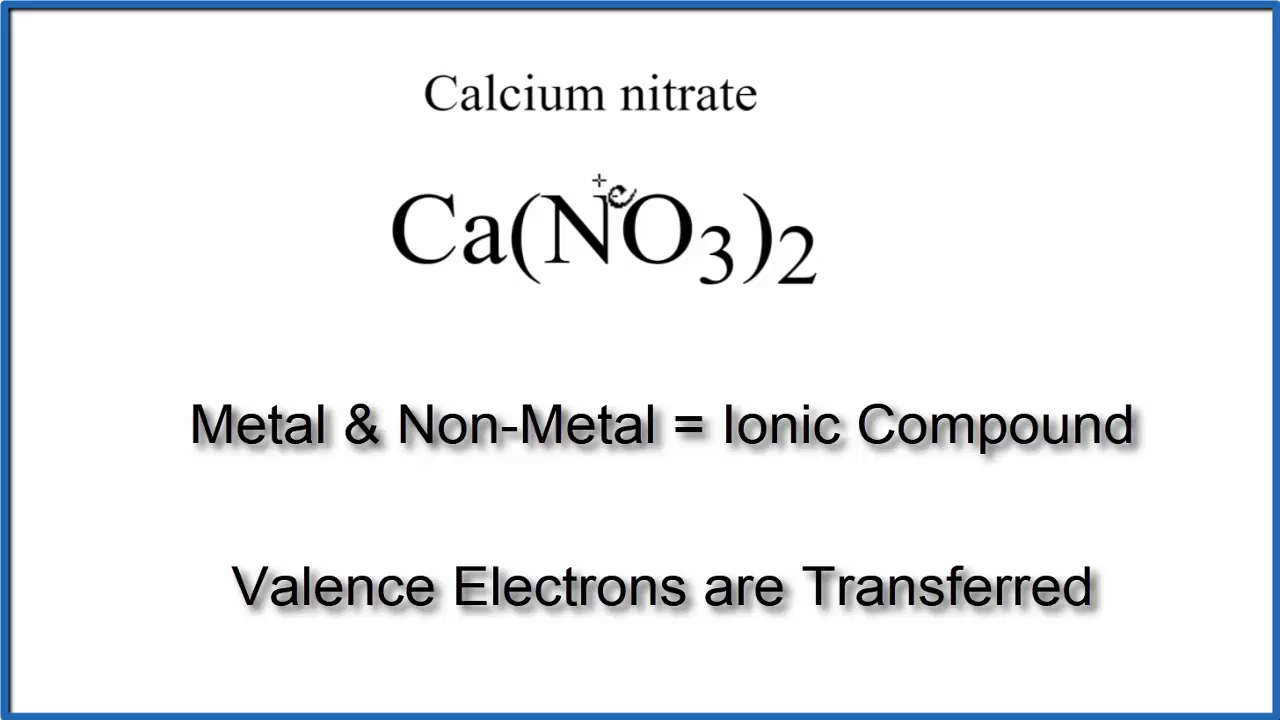 Calcium nitrate
Ca(NO₃)₂
Metal & Non-Metal = Ionic Compound
Valence Electrons are Transferred